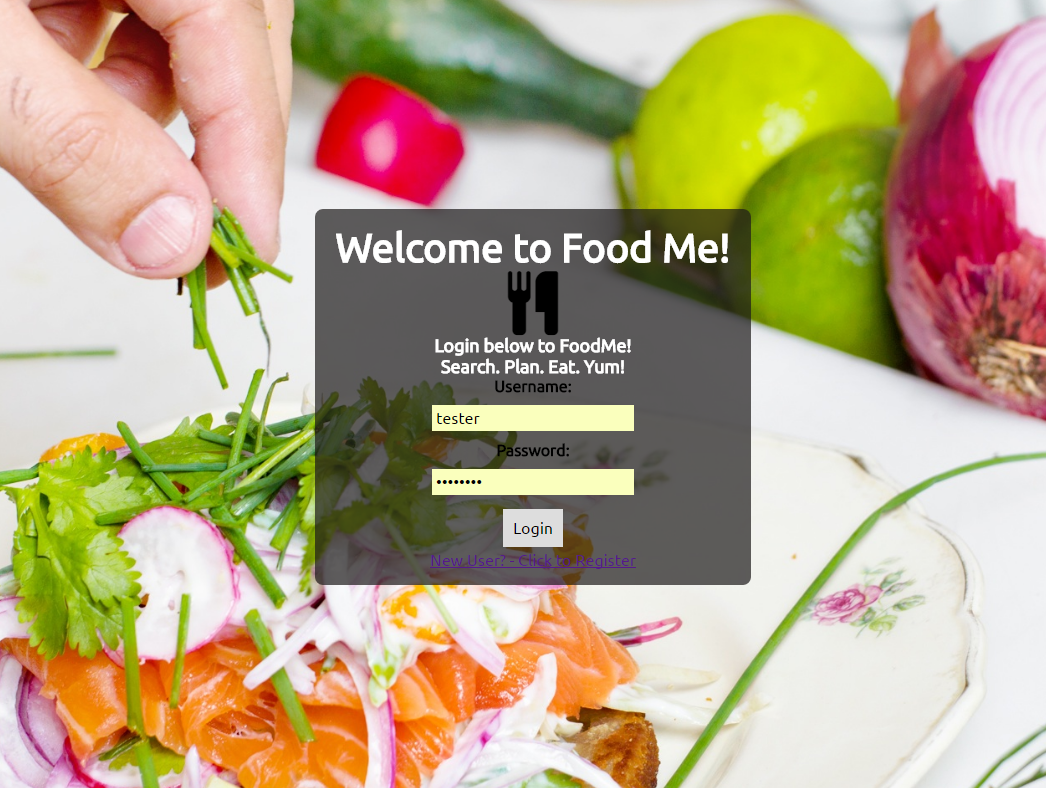 Welcome to Food Me!
Login below to FoodMe!
Search. Plan. Eat. Yum!
Username:
tester
Password:
••••••••
Login
New User? - Click to Register